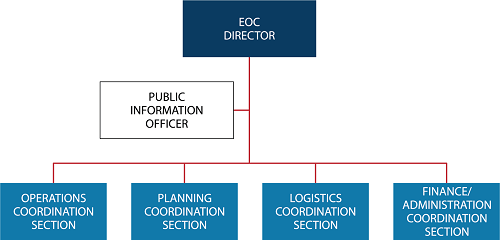 EOC
DIRECTOR
PUBLIC
INFORMATION
OFFICER
OPERATIONS
COORDINATION
SECTION
PLANNING
COORDINATION
SECTION
LOGISTICS
COORDINATION
SECTION
FINANCE/
ADMINISTRATION
COORDINATION
SECTION